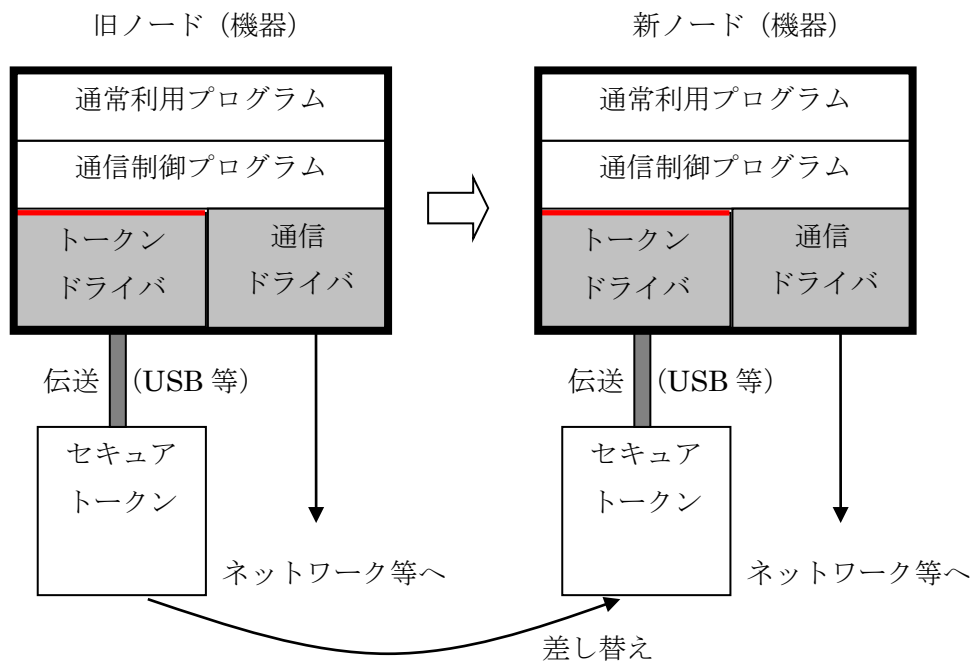 旧ノード（機器）
通常利用プログラム
通信制御プログラム
トークン
ドライバ
通信
ドライバ
伝送
（USB 等）
セキュア
トークン
ネットワーク等へ
新ノード（機器）
通常利用プログラム
通信制御プログラム
トークン
ドライバ
通信
ドライバ
伝送
（USB 等）
セキュア
トークン
ネットワーク等へ
差し替え